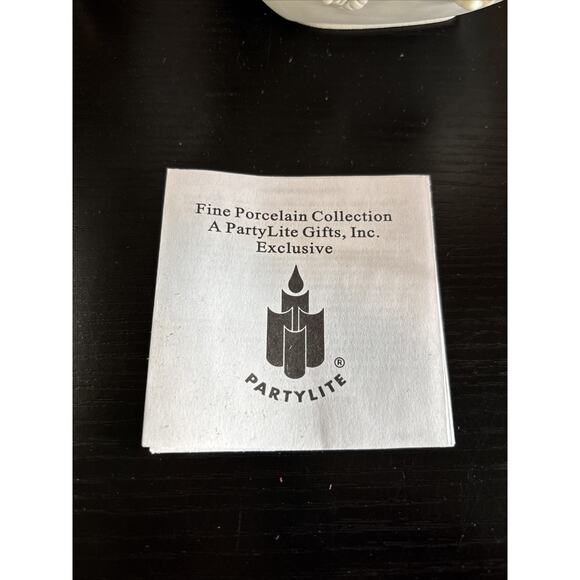 Fine Porcelain Collection
A PartyLite Gifts, Inc.
Exclusive
®
PARTYLITE